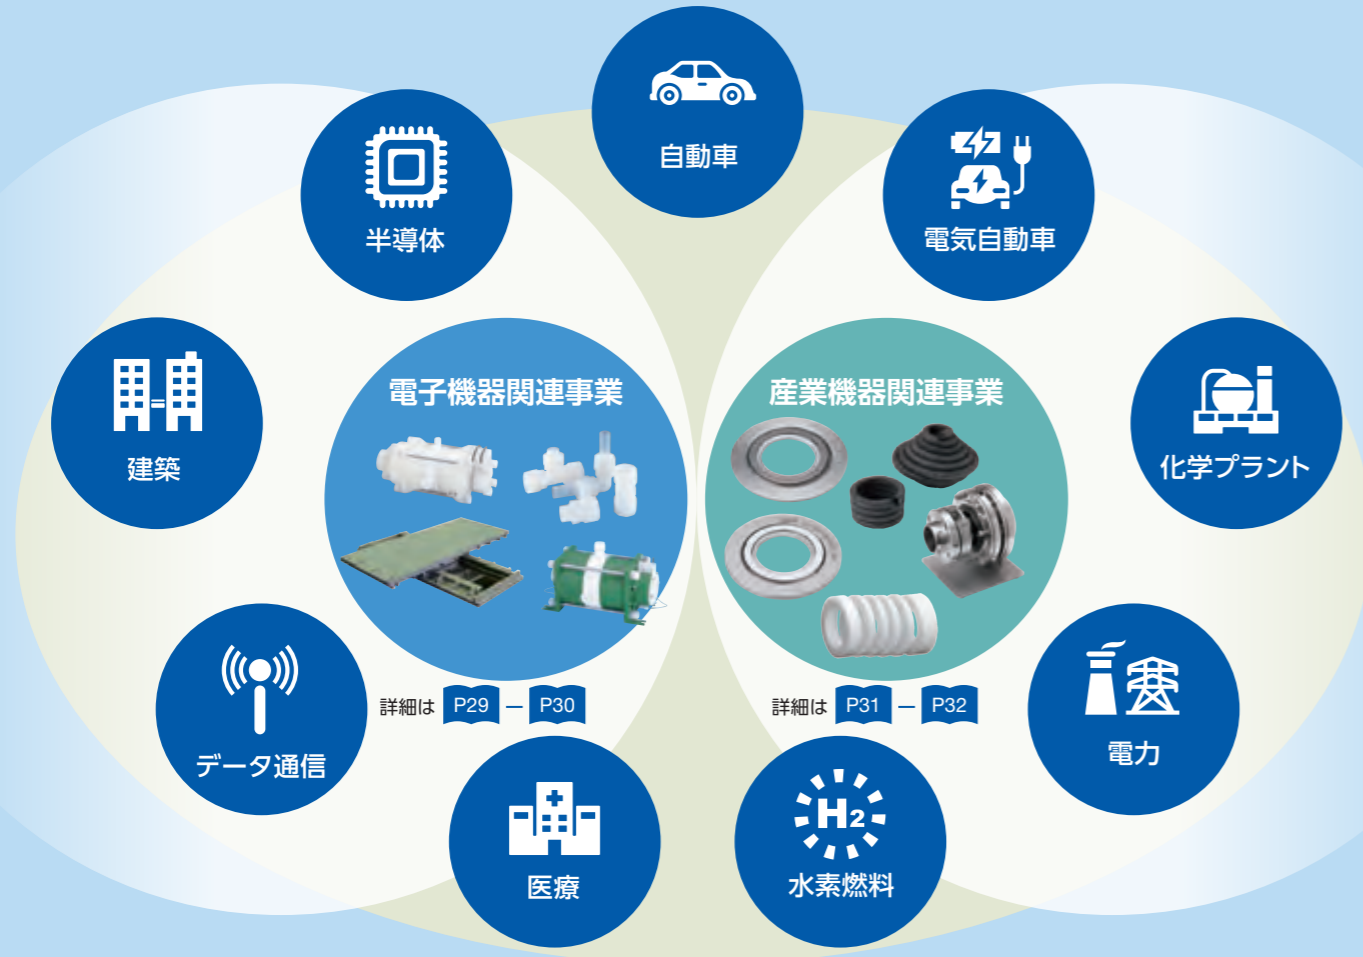 自動車
半導体
電気自動車
建築
電子機器関連事業
産業機器関連事業
化学プラント
詳細は P29 ー P30
詳細は P31 ー P32
データ通信
電力
医療
H2
水素燃料